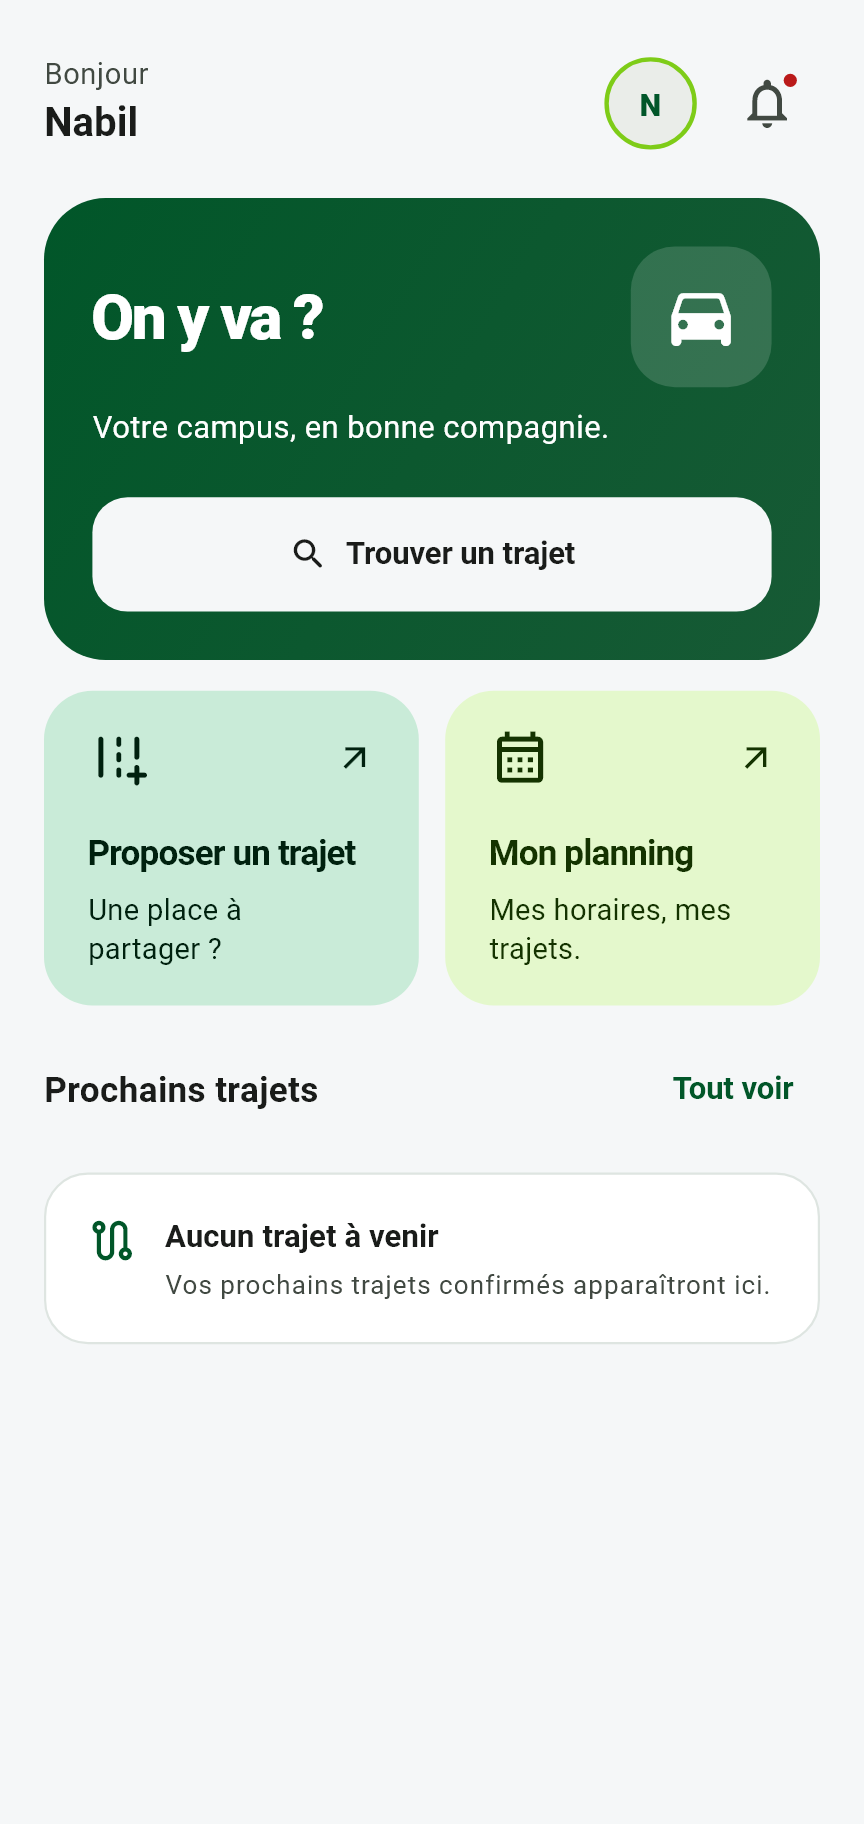 Bonjour
Nabil
N
On y va ?
Votre campus, en bonne compagnie.
Trouver un trajet
Proposer un trajet
Une place à
partager ?
Mon planning
Mes horaires, mes
trajets.
Prochains trajets
Tout voir
Aucun trajet à venir
Vos prochains trajets confirmés apparaîtront ici.